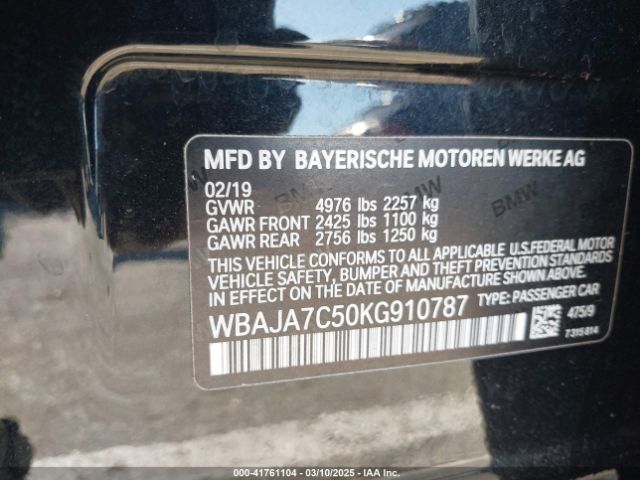 MFD BY BAYERISCHE MOTOREN WERKE AG
02/19
GVWR 4976 lbs 2257 kg
GAWR FRONT 2425 lbs 1100 kg
GAWR REAR 2756 lbs 1250 kg
THIS VEHICLE CONFORMS TO ALL APPLICABLE U.S.FEDERAL MOTOR
VEHICLE SAFETY, BUMPER AND THEFT PREVENTION STANDARDS
IN EFFECT ON THE DATE OF MANUFACTURE SHOWN ABOVE.
WBAJA7C50KG910787 TYPE: PASSENGER CAR
475/9
7315814
BMW
BMW
000-41761104 — 03/10/2025 — IAA Inc.